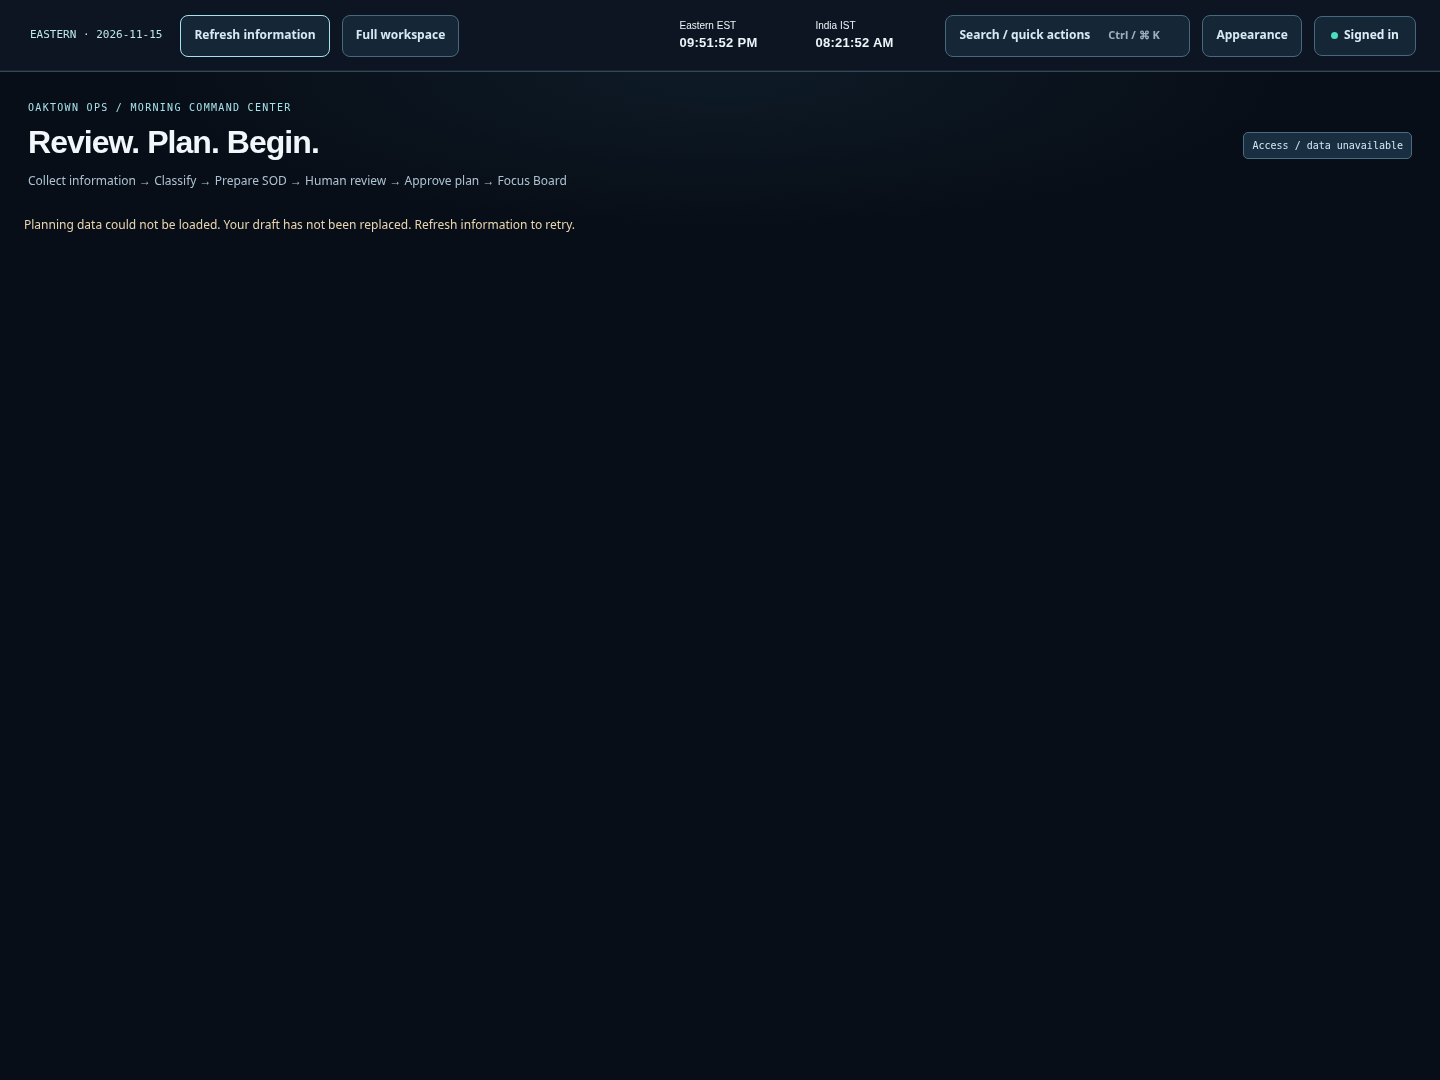 EASTERN · 2026-11-15
Refresh information
Full workspace
Eastern EST
09:51:52 PM
India IST
08:21:52 AM
Search / quick actions Ctrl / ⌘ K
Appearance
Signed in
OAKTOWN OPS / MORNING COMMAND CENTER
Review. Plan. Begin.
Access / data unavailable
Collect information → Classify → Prepare SOD → Human review → Approve plan → Focus Board
Planning data could not be loaded. Your draft has not been replaced. Refresh information to retry.